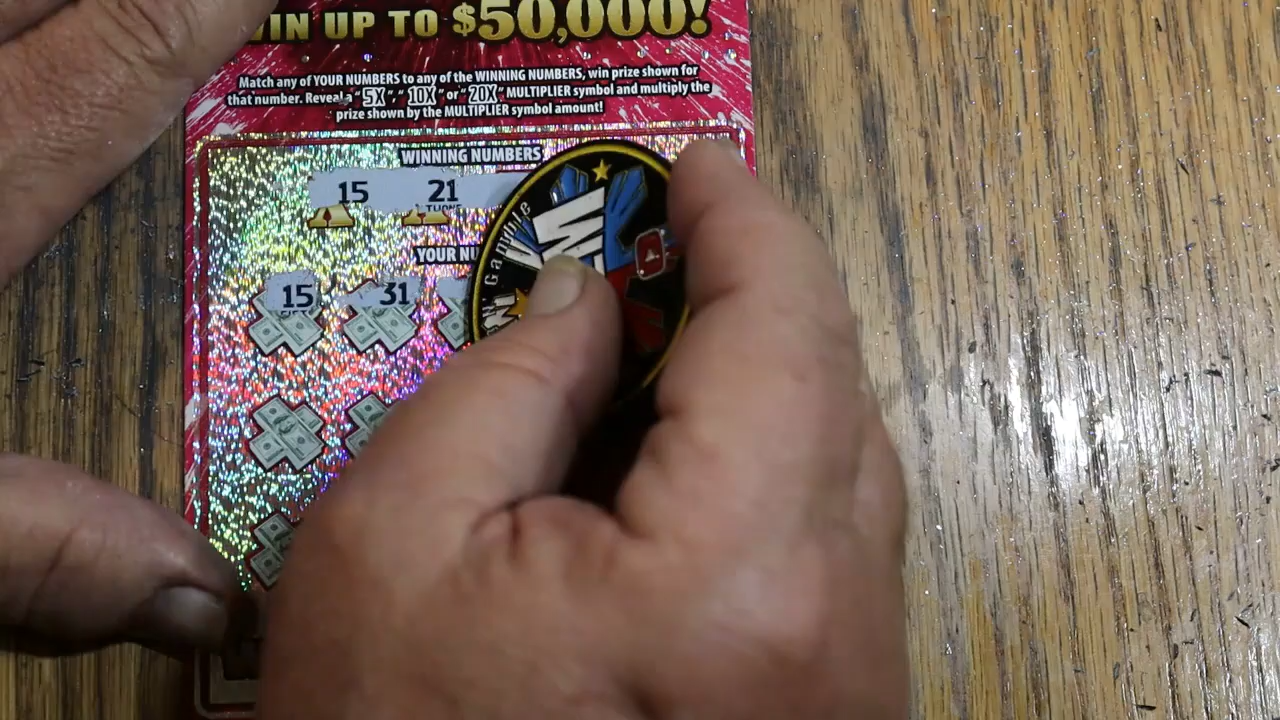 WIN UP TO $50,000!
Match any of YOUR NUMBERS to any of the WINNING NUMBERS, win prize shown for
that number. Reveal a "5X", "10X" or "20X" MULTIPLIER symbol and multiply the
prize shown by the MULTIPLIER symbol amount!
WINNING NUMBERS
15 21
YOUR NU
15 31